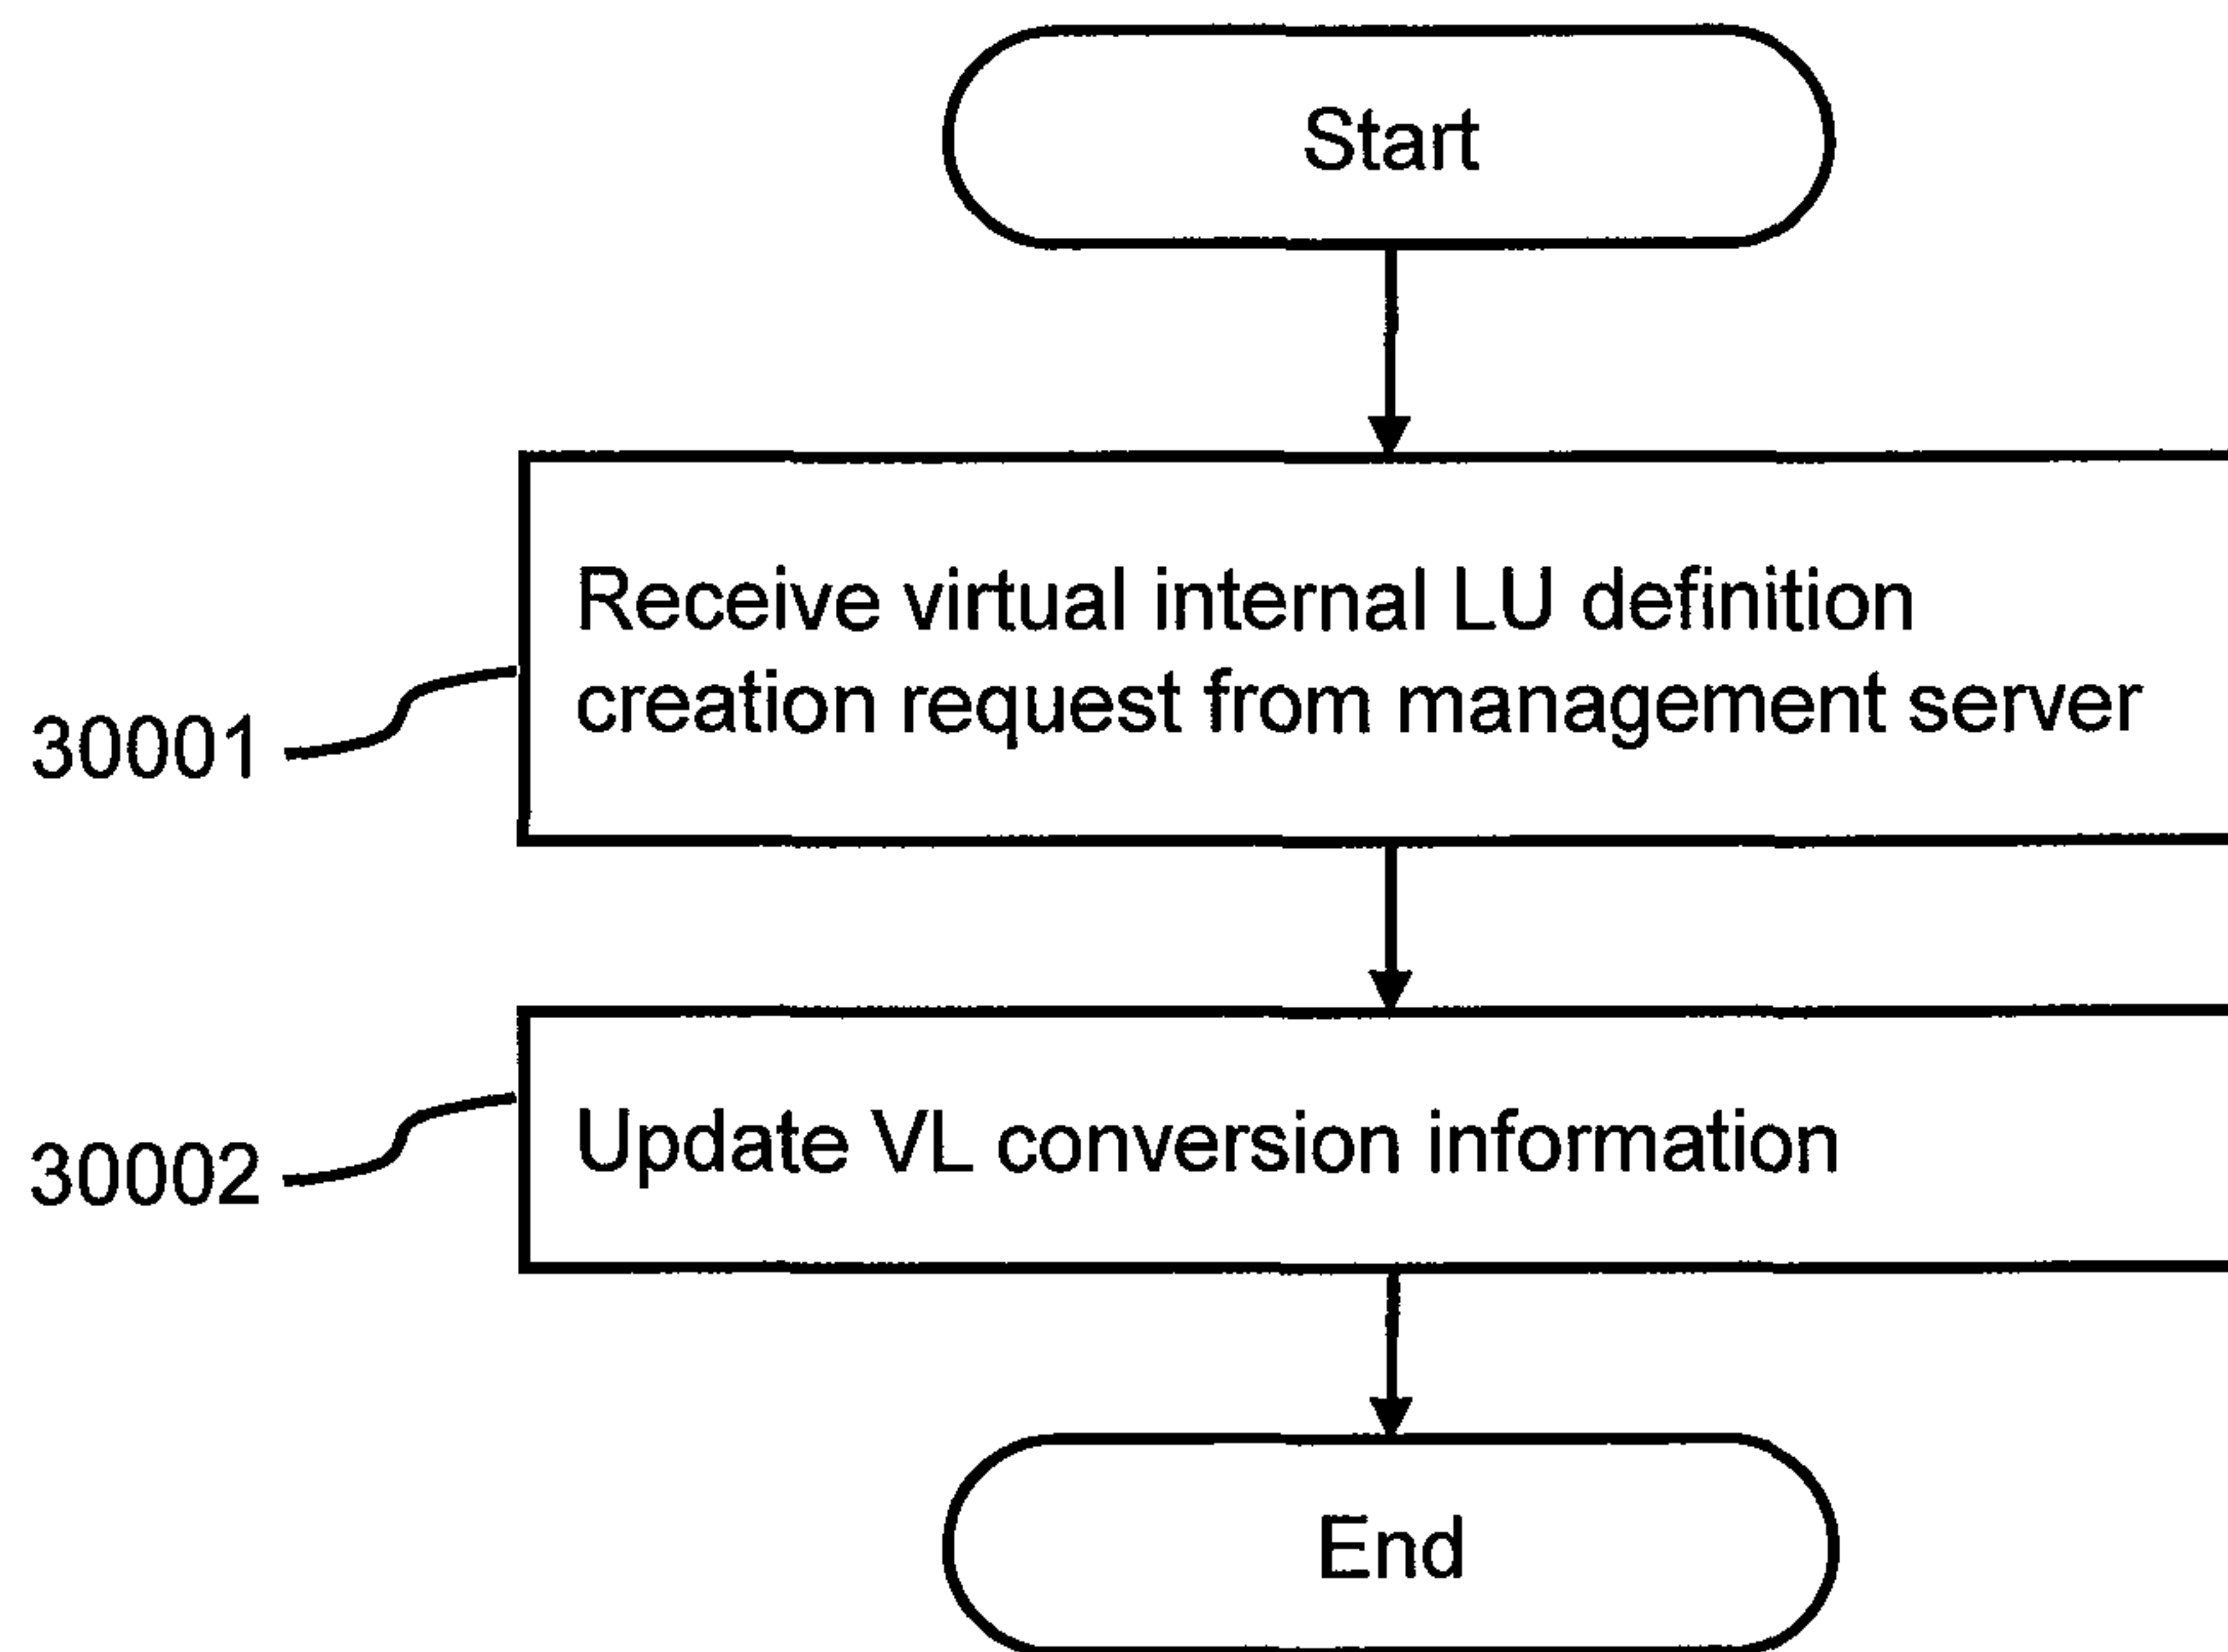 Start
Receive virtual internal LU definition
creation request from management server
30001
Update VL conversion information
30002
End